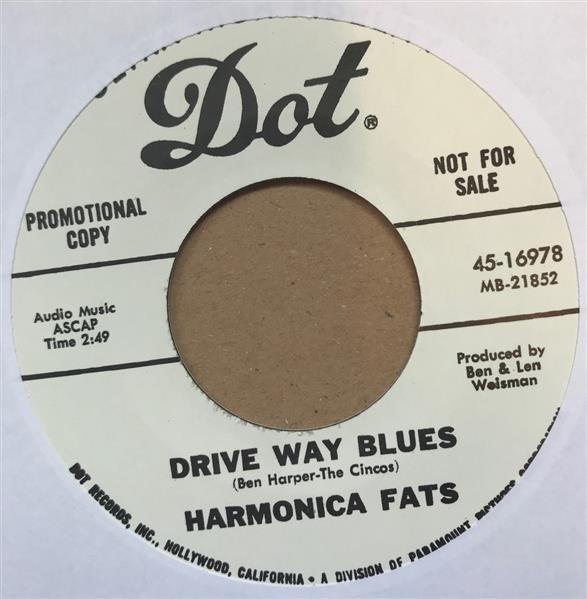 Dot®
PROMOTIONAL
COPY
NOT FOR
SALE
45-16978
MB-21852
Audio Music
ASCAP
Time 2:49
Produced by
Ben & Len
Weisman
DRIVE WAY BLUES
(Ben Harper-The Cincos)
HARMONICA FATS
DOT RECORDS, INC., HOLLYWOOD, CALIFORNIA • A DIVISION OF PARAMOUNT PICTURES CORPORATION